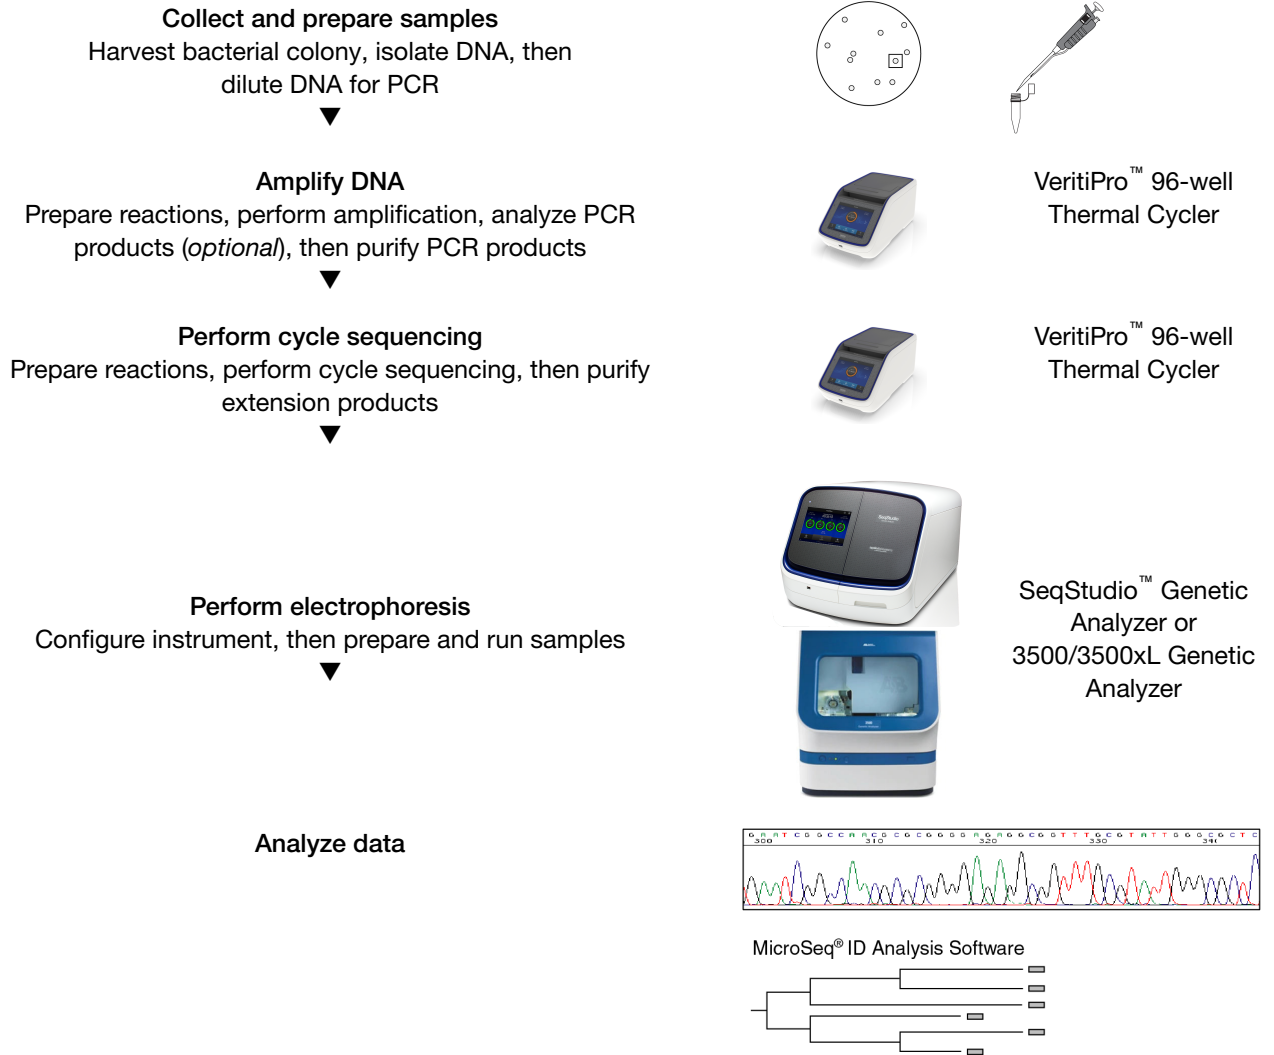 Collect and prepare samples
Harvest bacterial colony, isolate DNA, then
dilute DNA for PCR
Amplify DNA
Prepare reactions, perform amplification, analyze PCR
products (optional), then purify PCR products
VeritiPro™ 96-well
Thermal Cycler
Perform cycle sequencing
Prepare reactions, perform cycle sequencing, then purify
extension products
VeritiPro™ 96-well
Thermal Cycler
SeqStudio
Perform electrophoresis
Configure instrument, then prepare and run samples
SeqStudio™ Genetic
Analyzer or
3500/3500xL Genetic
Analyzer
Analyze data
G A A T C G G C C A A C G C G C G G G G A G A G G C G G T T T G C G T A T T G G G C G C T C
300 310 320 330 34
MicroSeq® ID Analysis Software